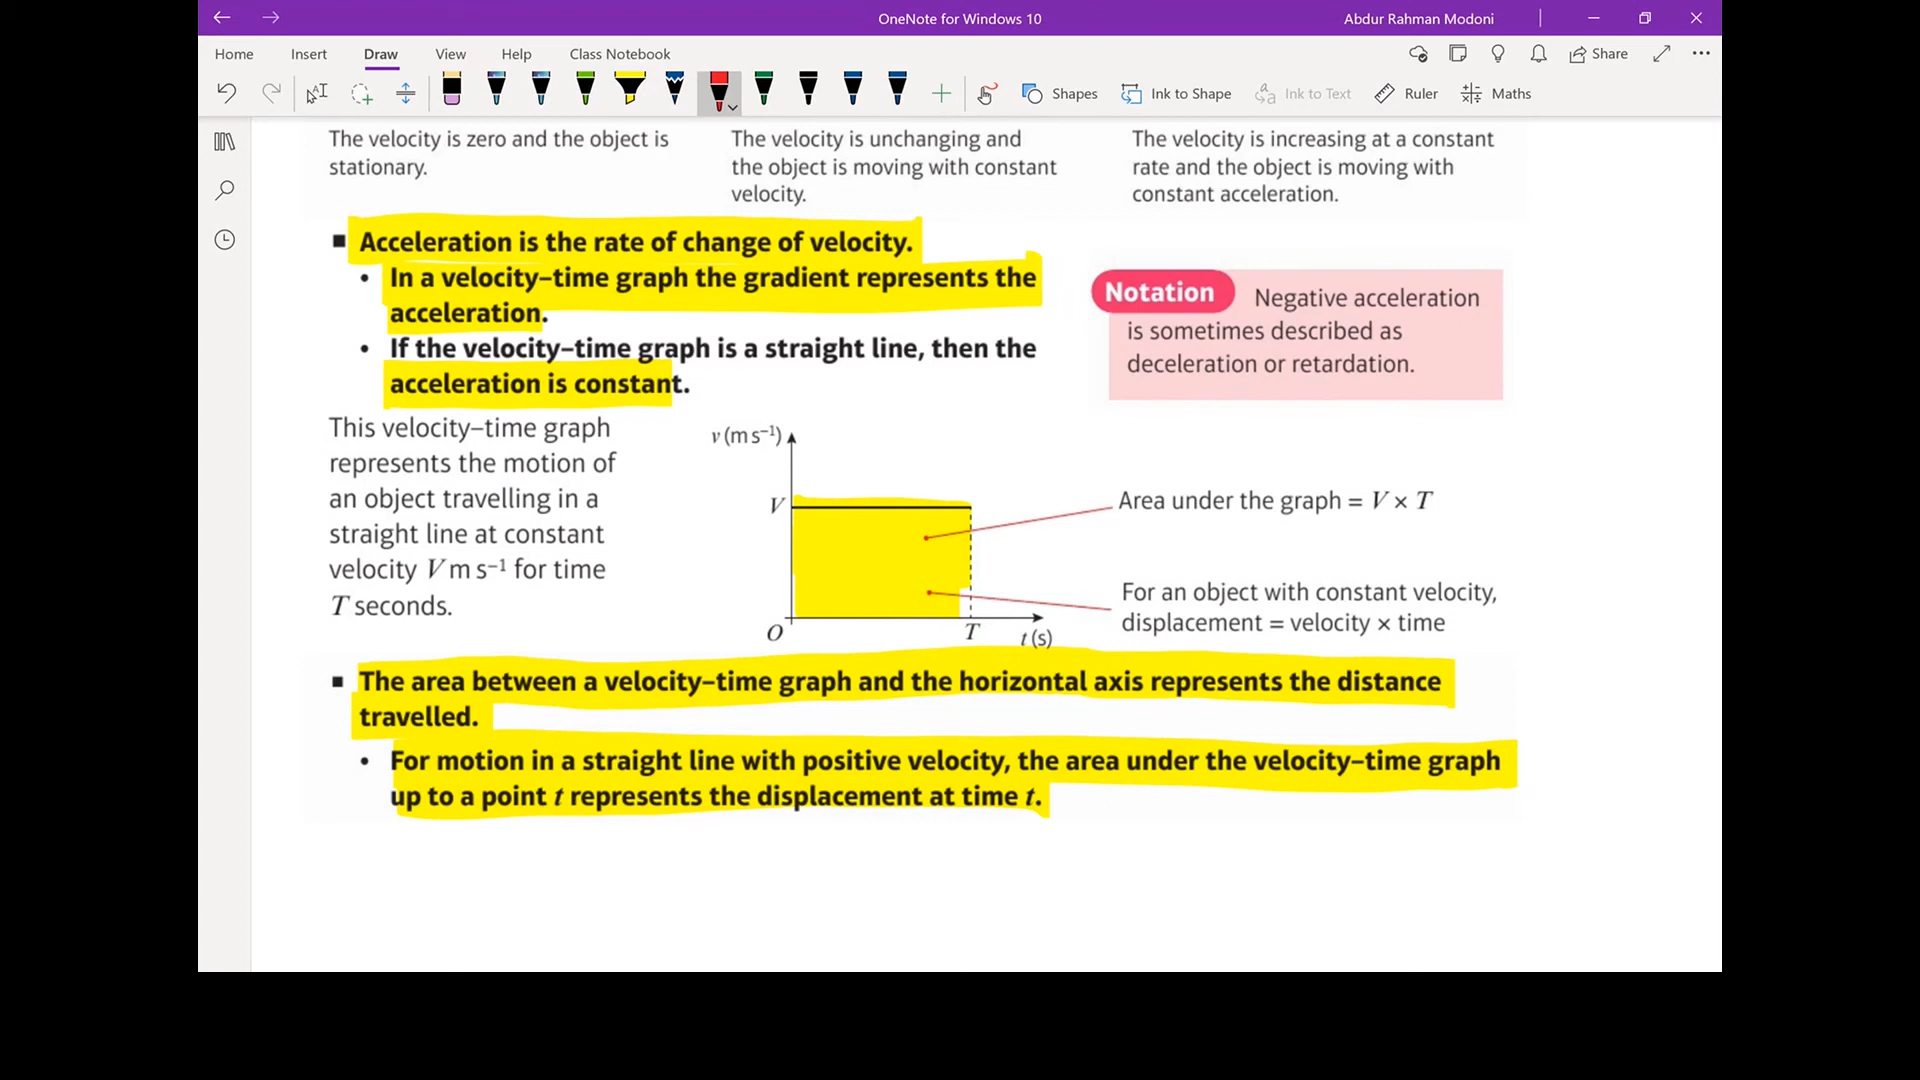 OneNote for Windows 10
Abdur Rahman Modoni
Home Insert Draw View Help Class Notebook
Share
Shapes
Ink to Shape
Ink to Text
Ruler
Maths
The velocity is zero and the object is
stationary.
The velocity is unchanging and
the object is moving with constant
velocity.
The velocity is increasing at a constant
rate and the object is moving with
constant acceleration.
■ Acceleration is the rate of change of velocity.
• In a velocity–time graph the gradient represents the
acceleration.
• If the velocity–time graph is a straight line, then the
acceleration is constant.
Notation Negative acceleration
is sometimes described as
deceleration or retardation.
This velocity–time graph
represents the motion of
an object travelling in a
straight line at constant
velocity V m s⁻¹ for time
T seconds.
v (m s⁻¹)
V
O
T
t (s)
Area under the graph = V × T
For an object with constant velocity,
displacement = velocity × time
■ The area between a velocity–time graph and the horizontal axis represents the distance
travelled.
• For motion in a straight line with positive velocity, the area under the velocity–time graph
up to a point t represents the displacement at time t.